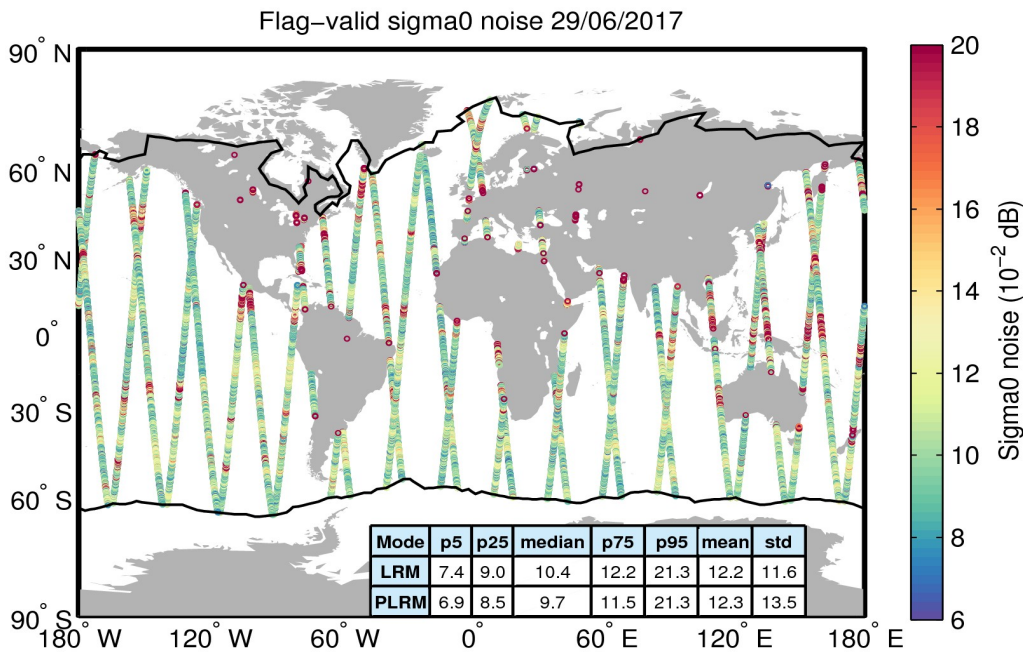 Flag−valid sigma0 noise 29/06/2017
90° N
60° N
30° N
0°
30° S
60° S
90° S
180° W
120° W
60° W
0°
60° E
120° E
180° E
Mode p5 p25 median p75 p95 mean std
LRM 7.4 9.0 10.4 12.2 21.3 12.2 11.6
PLRM 6.9 8.5 9.7 11.5 21.3 12.3 13.5
20
18
16
14
12
10
8
6
Sigma0 noise (10⁻² dB)